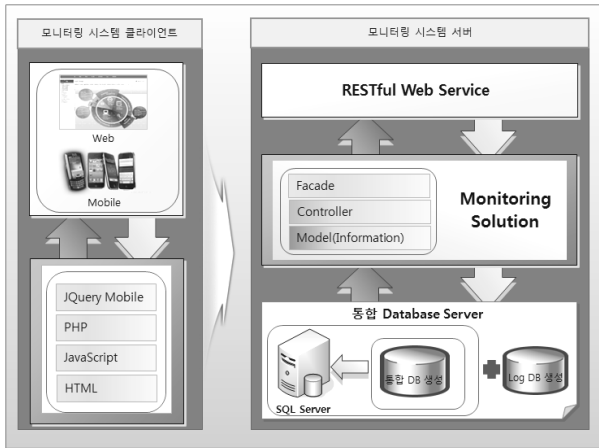 모니터링 시스템 클라이언트
Web
Mobile
JQuery Mobile
PHP
JavaScript
HTML
모니터링 시스템 서버
RESTful Web Service
Facade
Controller
Model(Information)
Monitoring
Solution
통합 Database Server
SQL Server
통합 DB 생성
Log DB 생성